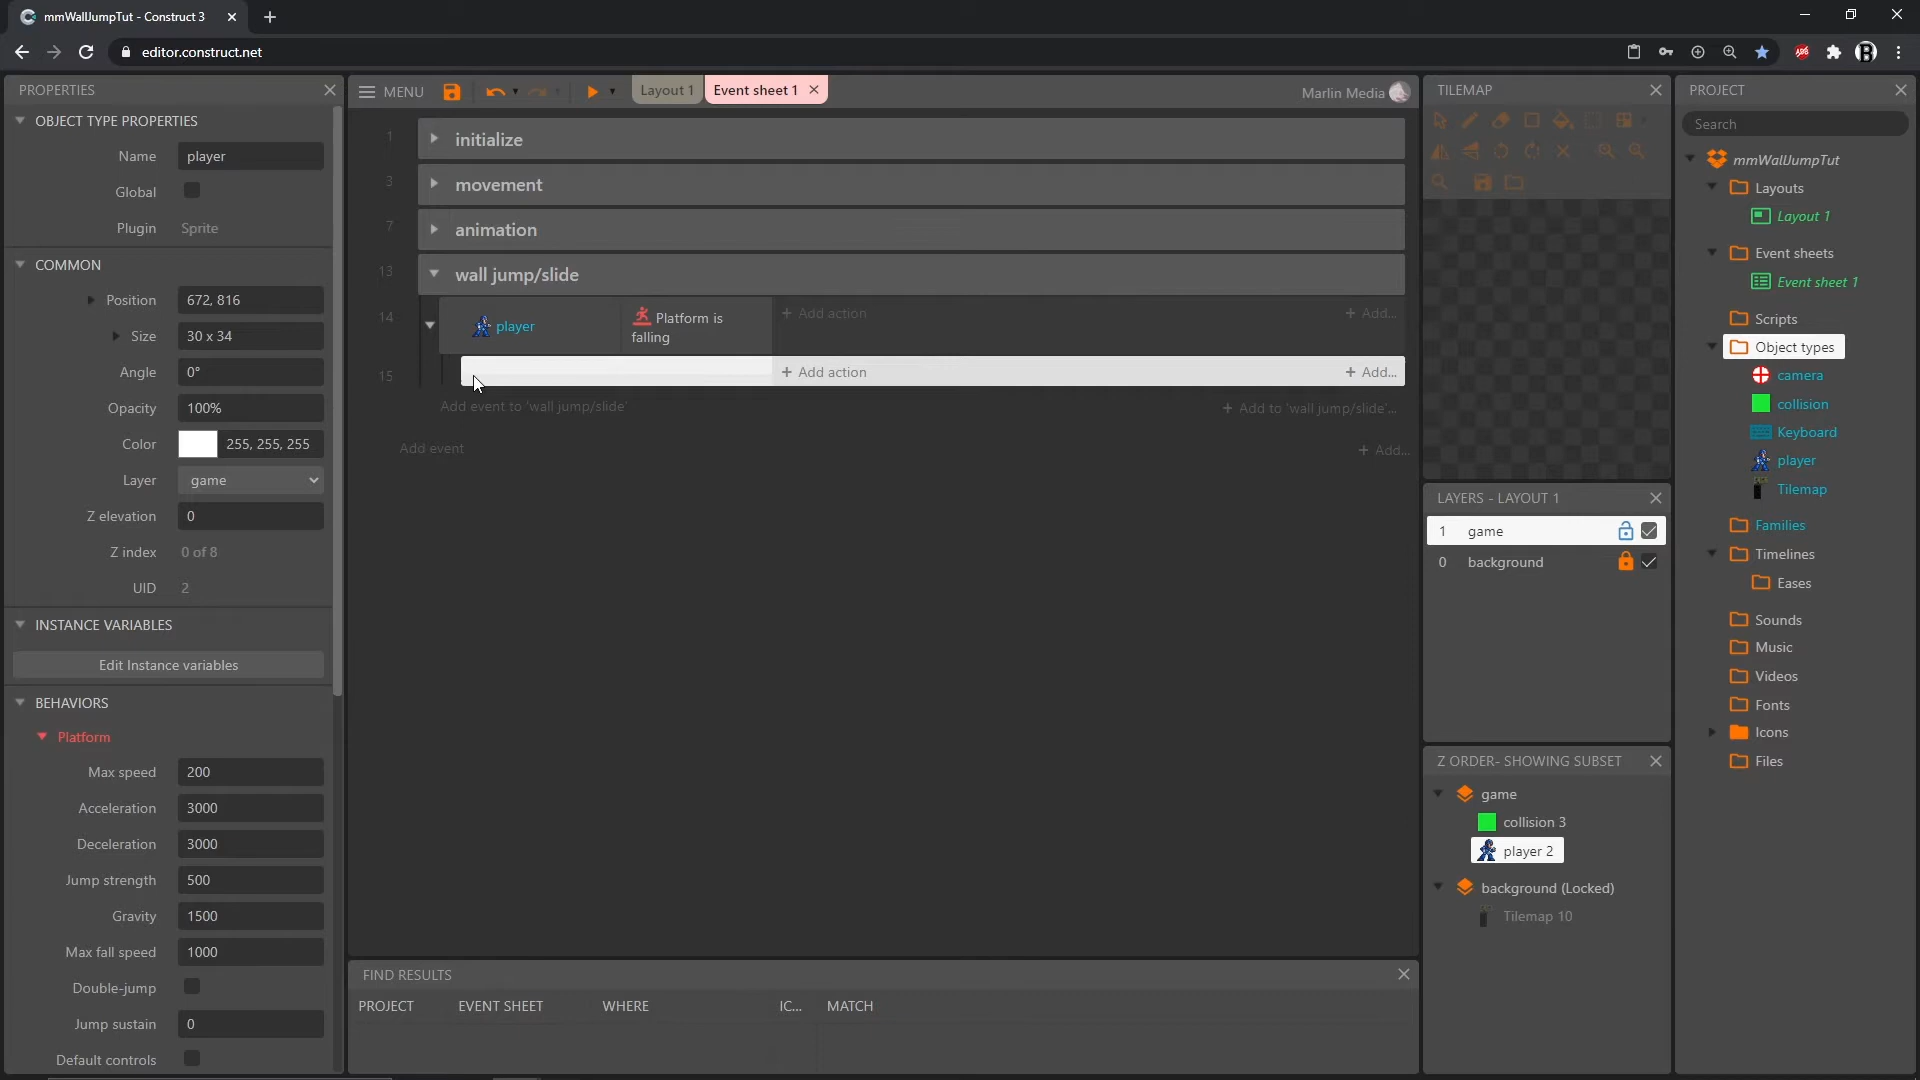 mmWallJumpTut - Construct 3
editor.construct.net
PROPERTIES
OBJECT TYPE PROPERTIES
Name player
Global
Plugin Sprite
COMMON
Position 672, 816
Size 30 x 34
Angle 0°
Opacity 100%
Color 255, 255, 255
Layer game
Z elevation 0
Z index 0 of 8
UID 2
INSTANCE VARIABLES
Edit Instance variables
BEHAVIORS
Platform
Max speed 200
Acceleration 3000
Deceleration 3000
Jump strength 500
Gravity 1500
Max fall speed 1000
Double-jump
Jump sustain 0
Default controls
MENU
Layout 1
Event sheet 1
Marlin Media
1 initialize
3 movement
7 animation
13 wall jump/slide
14 player Platform is falling + Add action + Add...
15 + Add action + Add...
Add event to 'wall jump/slide' + Add to 'wall jump/slide'...
Add event + Add...
FIND RESULTS
PROJECT EVENT SHEET WHERE IC... MATCH
TILEMAP
LAYERS - LAYOUT 1
1 game
0 background
Z ORDER- SHOWING SUBSET
game
collision 3
player 2
background (Locked)
Tilemap 10
PROJECT
Search
mmWallJumpTut
Layouts
Layout 1
Event sheets
Event sheet 1
Scripts
Object types
camera
collision
Keyboard
player
Tilemap
Families
Timelines
Eases
Sounds
Music
Videos
Fonts
Icons
Files